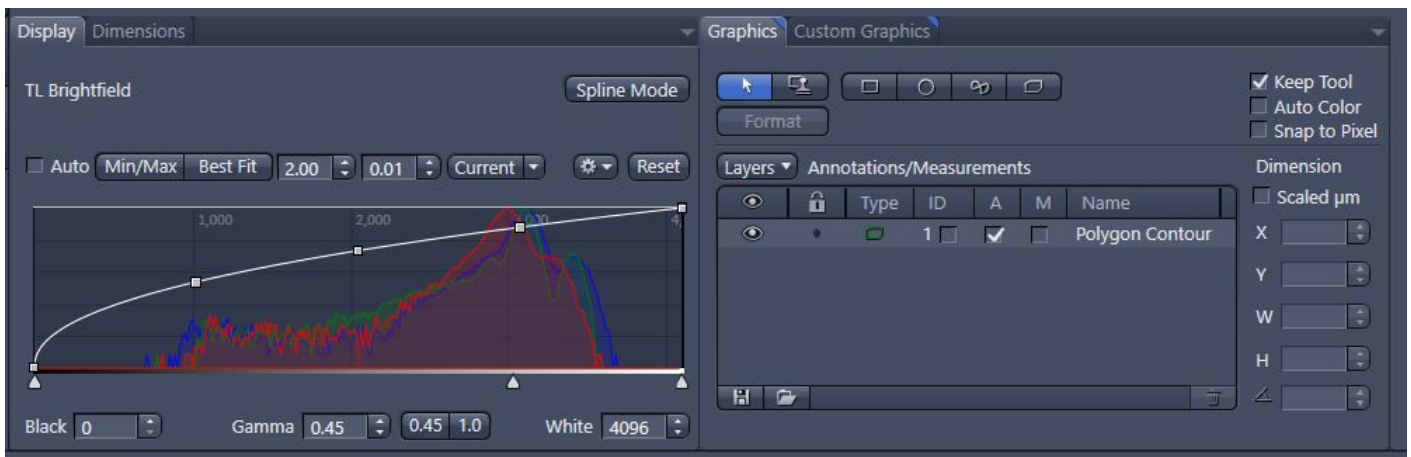 Display Dimensions
TL Brightfield
Spline Mode
Auto Min/Max Best Fit 2.00 0.01 Current Reset
1,000 2,000
Black 0 Gamma 0.45 0.45 1.0 White 4096
Graphics Custom Graphics
Format
Keep Tool
Auto Color
Snap to Pixel
Layers Annotations/Measurements
Type ID A M Name
1 Polygon Contour
Dimension
Scaled µm
X
Y
W
H